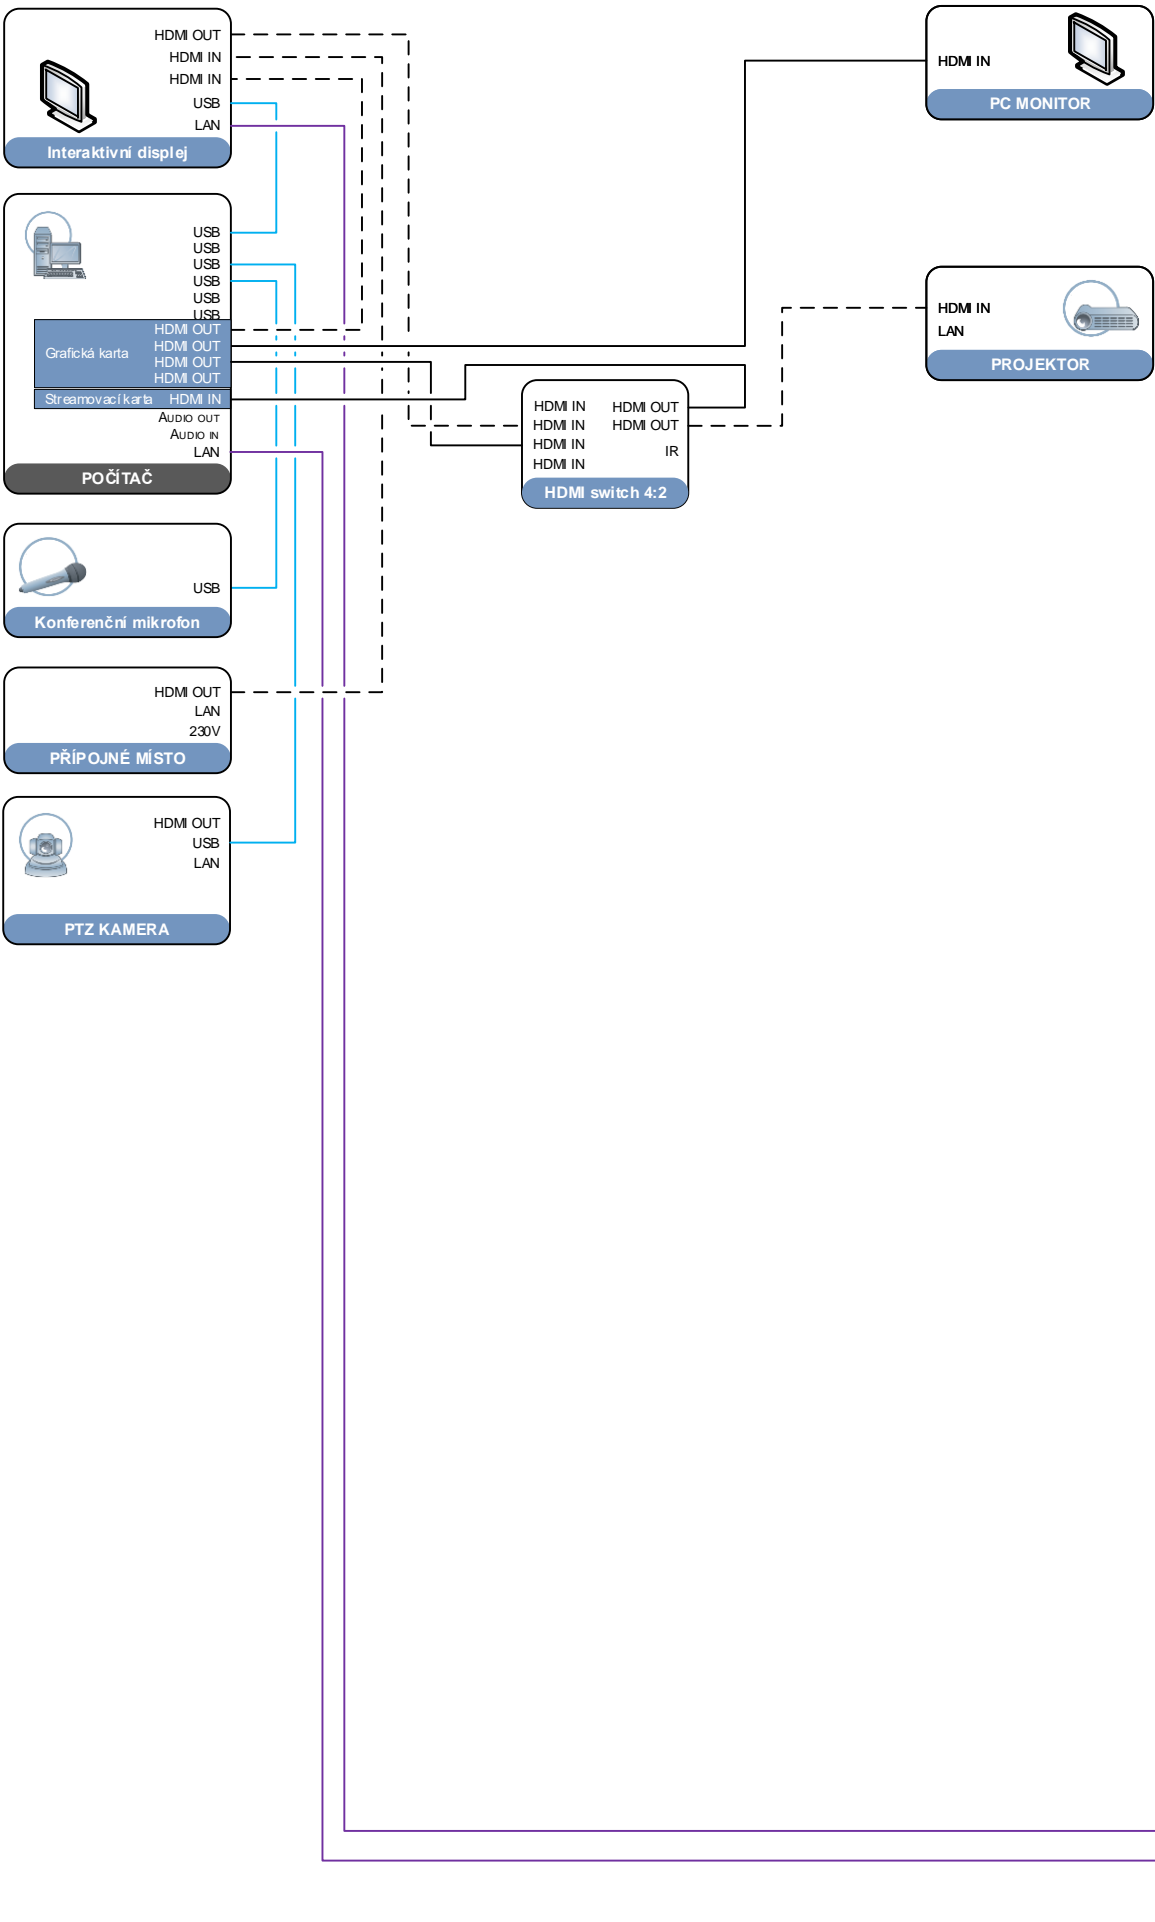 HDMI OUT
HDMI IN
HDMI IN
USB
LAN
Interaktivní displej
HDMI IN
PC MONITOR
USB
USB
USB
USB
USB
USB
HDMI OUT
Grafická karta
HDMI OUT
HDMI OUT
HDMI OUT
Streamovací karta HDMI IN
AUDIO OUT
AUDIO IN
LAN
POČÍTAČ
HDMI IN
LAN
PROJEKTOR
HDMI IN HDMI OUT
HDMI IN HDMI OUT
HDMI IN
IR
HDMI IN
HDMI switch 4:2
USB
Konferenční mikrofon
HDMI OUT
LAN
230V
PŘÍPOJNÉ MÍSTO
HDMI OUT
USB
LAN
PTZ KAMERA